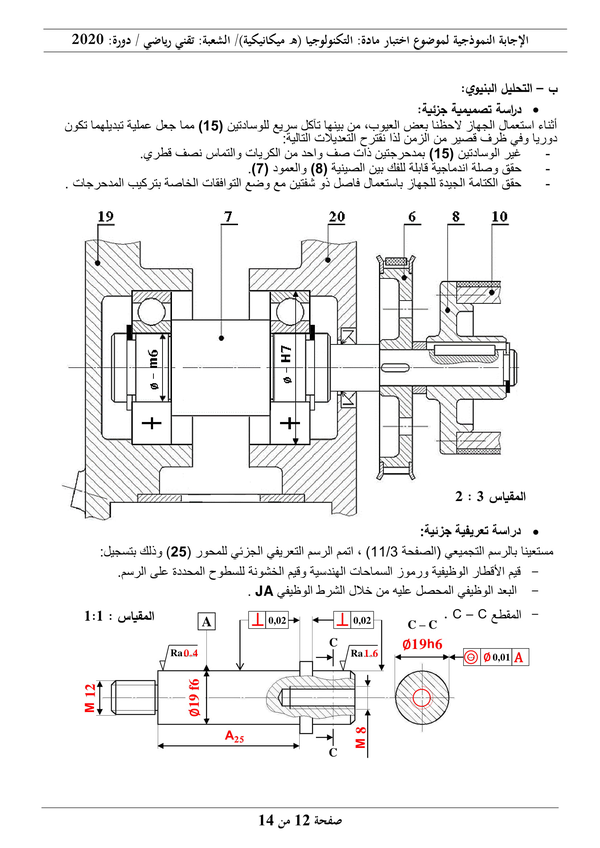 الإجابة النموذجية لموضوع اختبار مادة: التكنولوجيا (هـ ميكانيكية)/ الشعبة: تقني رياضي / دورة: 2020
ب – التحليل البنيوي:
• دراسة تصميمية جزئية:
أثناء استعمال الجهاز لاحظنا بعض العيوب، من بينها تآكل سريع للوسادتين (15) مما جعل عملية تبديلهما تكون
دوريا وفي ظرف قصير من الزمن لذا نقترح التعديلات التالية:
- غير الوسادتين (15) بمدحرجتين ذات صف واحد من الكريات والتماس نصف قطري.
- حقق وصلة اندماجية قابلة للفك بين الصينية (8) والعمود (7).
- حقق الكتامة الجيدة للجهاز باستعمال فاصل ذو شفتين مع وضع التوافقات الخاصة بتركيب المدحرجات .
19 7 20 6 8 10
ø – m6
ø – H7
المقياس 3 : 2
• دراسة تعريفية جزئية:
مستعينا بالرسم التجميعي (الصفحة 11/3) ، اتمم الرسم التعريفي الجزئي للمحور (25) وذلك بتسجيل:
– قيم الأقطار الوظيفية ورموز السماحات الهندسية وقيم الخشونة للسطوح المحددة على الرسم.
– البعد الوظيفي المحصل عليه من خلال الشرط الوظيفي JA .
– المقطع C – C .
المقياس : 1:1
A
⊥ 0,02
⊥ 0,02
C – C
C
Ø19h6
Ra0.4
Ra1.6
◎ Ø 0,01 A
M 12
Ø19 f6
A25
M 8
C
صفحة 12 من 14